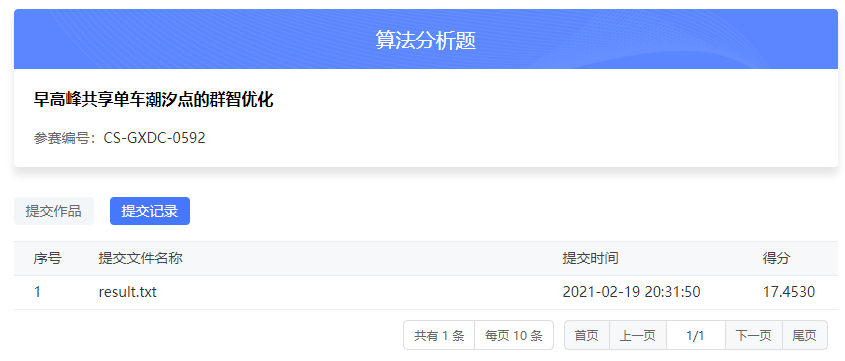 算法分析题
早高峰共享单车潮汐点的群智优化
参赛编号：CS-GXDC-0592
提交作品 提交记录
序号 提交文件名称 提交时间 得分
1 result.txt 2021-02-19 20:31:50 17.4530
共有 1 条 每页 10 条 首页 上一页 1/1 下一页 尾页